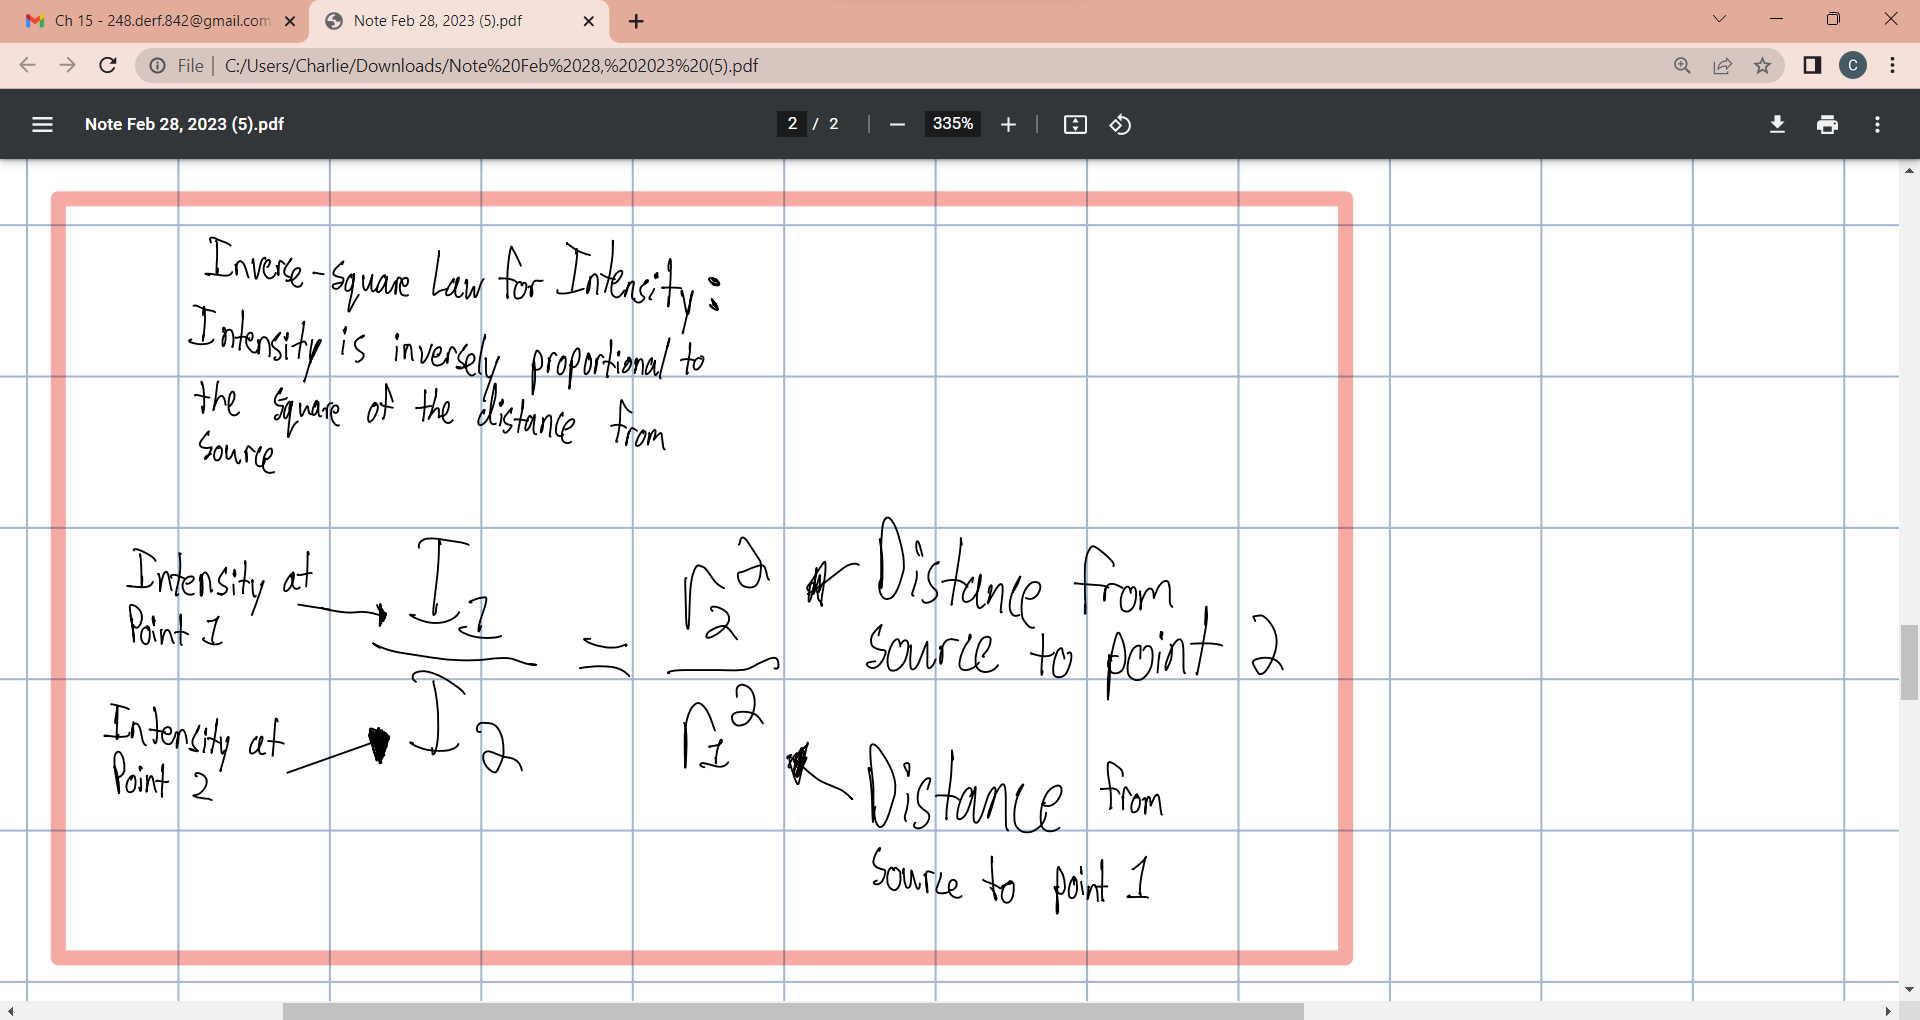 Ch 15 - 248.derf.842@gmail.com
Note Feb 28, 2023 (5).pdf
File | C:/Users/Charlie/Downloads/Note%20Feb%2028,%202023%20(5).pdf
C
Note Feb 28, 2023 (5).pdf
2 / 2
335%
Inverse-Square Law for Intensity:
Intensity is inversely proportional to
the square of the distance from
source
Intensity at
Point 1
I₁ / I₂ = r₂² / r₁²
Distance from
source to point 2
Intensity at
Point 2
Distance from
source to point 1